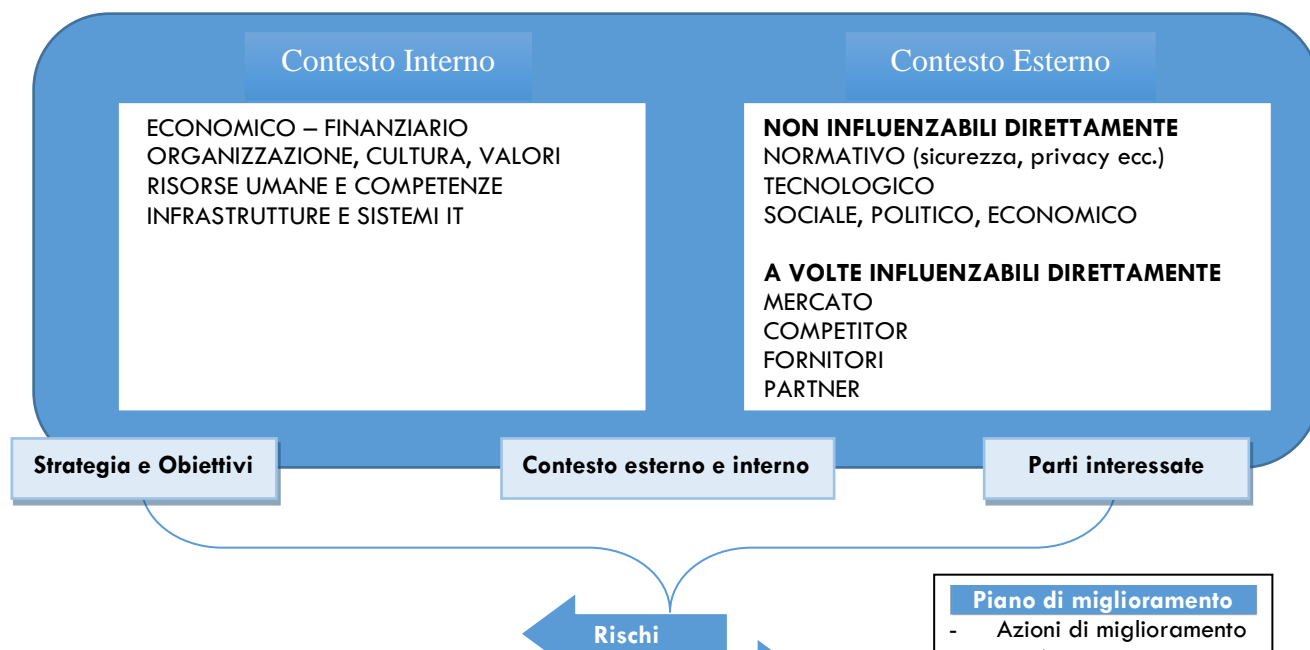 Contesto Interno
ECONOMICO – FINANZIARIO
ORGANIZZAZIONE, CULTURA, VALORI
RISORSE UMANE E COMPETENZE
INFRASTRUTTURE E SISTEMI IT
Contesto Esterno
NON INFLUENZABILI DIRETTAMENTE
NORMATIVO (sicurezza, privacy ecc.)
TECNOLOGICO
SOCIALE, POLITICO, ECONOMICO
A VOLTE INFLUENZABILI DIRETTAMENTE
MERCATO
COMPETITOR
FORNITORI
PARTNER
Strategia e Obiettivi
Contesto esterno e interno
Parti interessate
Rischi
Piano di miglioramento
- Azioni di miglioramento